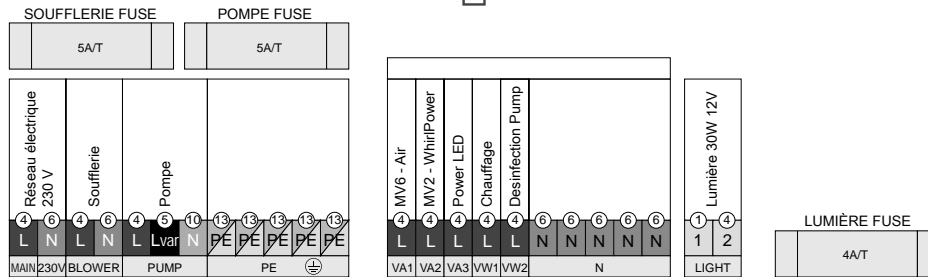 SOUFFLERIE FUSE POMPE FUSE
5A/T 5A/T
Réseau électrique
230 V
Soufflerie
Pompe
MV6 - Air
MV2 - WhirlPower
Power LED
Chauffage
Desinfection Pump
Lumière 30W 12V
4 6 4 6 4 5 10 13 13 13 13 13 4 4 4 4 4 6 6 6 6 6 1 4
L N L N L Lvar N PE PE PE PE PE L L L L L N N N N N 1 2
MAIN 230V BLOWER PUMP PE VA1 VA2 VA3 VW1 VW2 N LIGHT
LUMIÈRE FUSE
4A/T